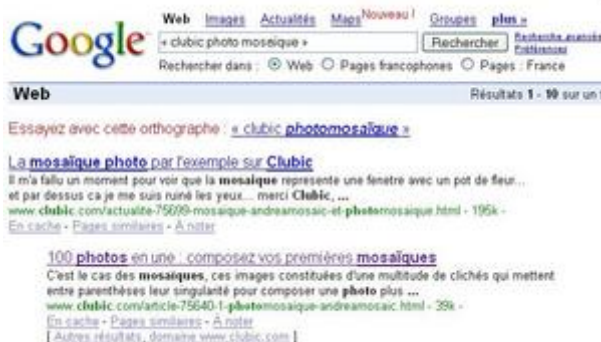 Google
Web Images Actualités Maps Nouveau ! Groupes plus »
« clubic photo mosaique »
Rechercher
Recherche avancée
Préférences
Rechercher dans : Web Pages francophones Pages : France
Web
Résultats 1 - 10 sur un
Essayez avec cette orthographe : « clubic photomosaïque »
La mosaïque photo par l'exemple sur Clubic
Il m'a fallu un moment pour voir que la mosaique represente une fenetre avec un pot de fleur...
et par dessus ca je me suis ruiné les yeux... merci Clubic, ...
www.clubic.com/actualite-75699-mosaique-andreamosaic-et-photomosaique.html - 195k -
En cache - Pages similaires - À noter
100 photos en une : composez vos premières mosaïques
C'est le cas des mosaïques, ces images constituées d'une multitude de clichés qui mettent
entre parenthèses leur singularité pour composer une photo plus ...
www.clubic.com/article-75640-1-photomosaique-andreamosaic.html - 39k -
En cache - Pages similaires - À noter
[ Autres résultats, domaine www.clubic.com ]